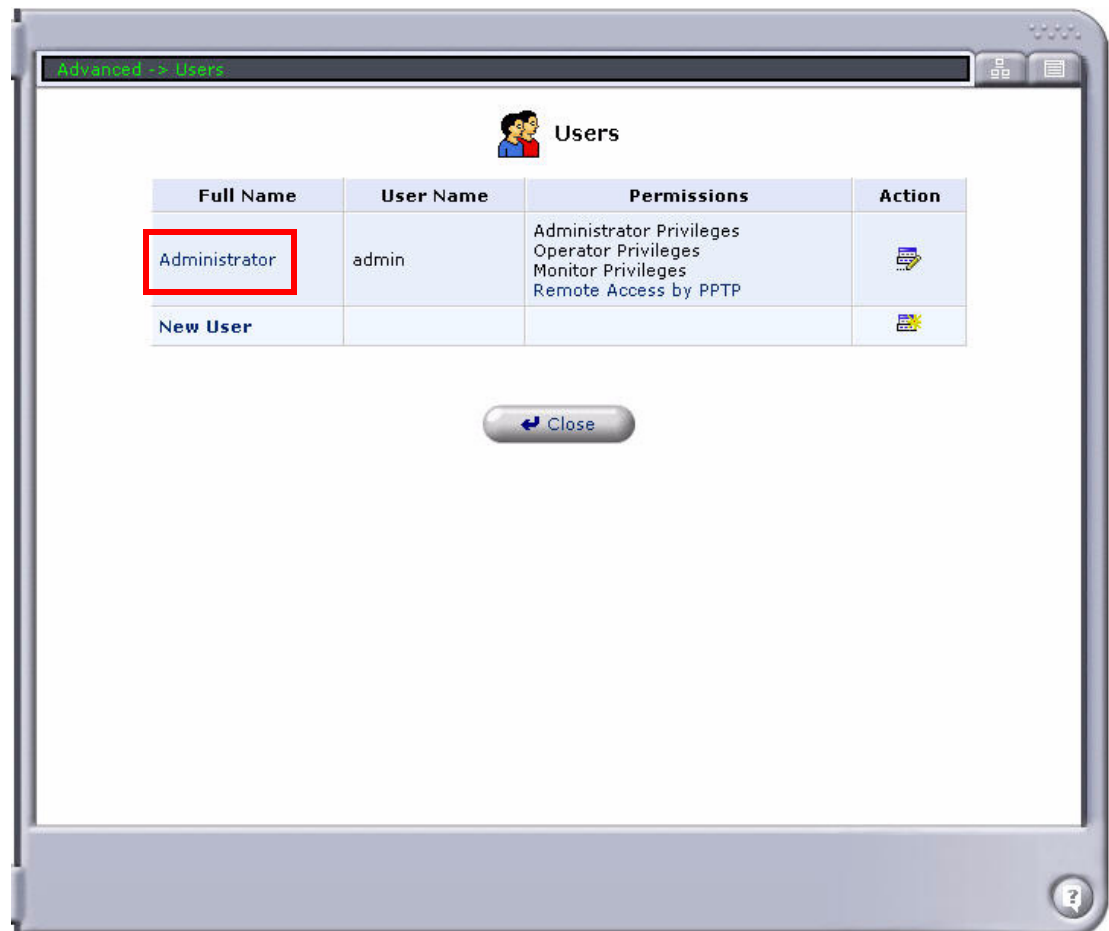 Advanced -> Users
Users
Full Name User Name Permissions Action
Administrator admin Administrator Privileges
Operator Privileges
Monitor Privileges
Remote Access by PPTP
New User
Close
?